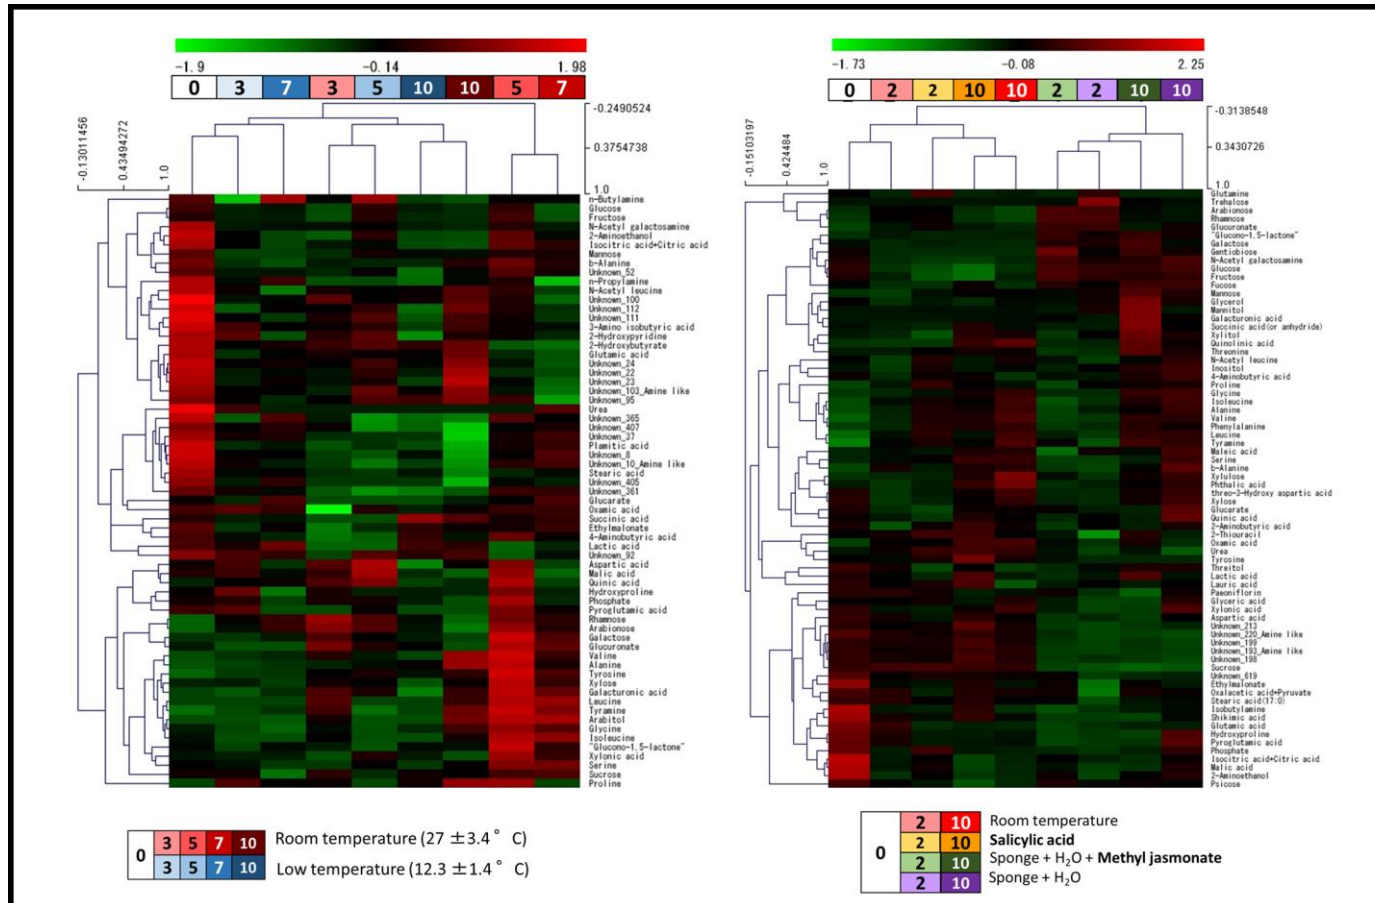 -1.9 -0.14 1.98
0 3 7 3 5 10 10 5 7
-0.2490524
0.3754738
1.0
-0.13011456
0.43494272
1.0
n-Butylamine
Glucose
Fructose
N-Acetyl galactosamine
2-Aminoethanol
Isocitric acid+Citric acid
Mannose
b-Alanine
Unknown_52
n-Propylamine
N-Acetyl leucine
Unknown_100
Unknown_112
Unknown_111
3-Amino isobutyric acid
2-Hydroxypyridine
2-Hydroxybutyrate
Glutamic acid
Unknown_24
Unknown_22
Unknown_23
Unknown_103_Amine like
Unknown_95
Urea
Unknown_365
Unknown_407
Unknown_37
Plamitic acid
Unknown_8
Unknown_10_Amine like
Stearic acid
Unknown_405
Unknown_361
Glucarate
Oxamic acid
Succinic acid
Ethylmalonate
4-Aminobutyric acid
Lactic acid
Unknown_92
Aspartic acid
Malic acid
Quinic acid
Hydroxyproline
Phosphate
Pyroglutamic acid
Rhamnose
Arabionose
Galactose
Glucuronate
Valine
Alanine
Tyrosine
Xylose
Galacturonic acid
Leucine
Tyramine
Arabitol
Glycine
Isoleucine
"Glucono-1,5-lactone"
Xylonic acid
Serine
Sucrose
Proline
0
3 5 7 10 Room temperature (27 ±3.4° C)
3 5 7 10 Low temperature (12.3 ±1.4° C)
-1.73 -0.08 2.25
0 2 2 10 10 2 2 10 10
-0.3138548
0.3430726
1.0
-0.15103197
0.424484
1.0
Glutamine
Trehalose
Arabionose
Rhamnose
Glucuronate
"Glucono-1,5-lactone"
Galactose
Gentiobiose
N-Acetyl galactosamine
Glucose
Fructose
Fucose
Mannose
Glycerol
Mannitol
Galacturonic acid
Succinic acid(or anhydride)
Xylitol
Quinolinic acid
Threonine
N-Acetyl leucine
Inositol
4-Aminobutyric acid
Proline
Glycine
Isoleucine
Alanine
Valine
Phenylalanine
Leucine
Tyramine
Maleic acid
Serine
b-Alanine
Xylulose
Phthalic acid
threo-3-Hydroxy aspartic acid
Xylose
Glucarate
Quinic acid
2-Aminobutyric acid
2-Thiouracil
Oxamic acid
Urea
Tyrosine
Threitol
Lactic acid
Lauric acid
Paeoniflorin
Glyceric acid
Xylonic acid
Aspartic acid
Unknown_213
Unknown_220_Amine like
Unknown_199
Unknown_193_Amine like
Unknown_198
Sucrose
Unknown_619
Ethylmalonate
Oxalacetic acid+Pyruvate
Stearic acid(17:0)
Isobutylamine
Shikimic acid
Glutamic acid
Hydroxyproline
Pyroglutamic acid
Phosphate
Isocitric acid+Citric acid
Malic acid
2-Aminoethanol
Psicose
0
2 10 Room temperature
2 10 Salicylic acid
2 10 Sponge + H₂O + Methyl jasmonate
2 10 Sponge + H₂O